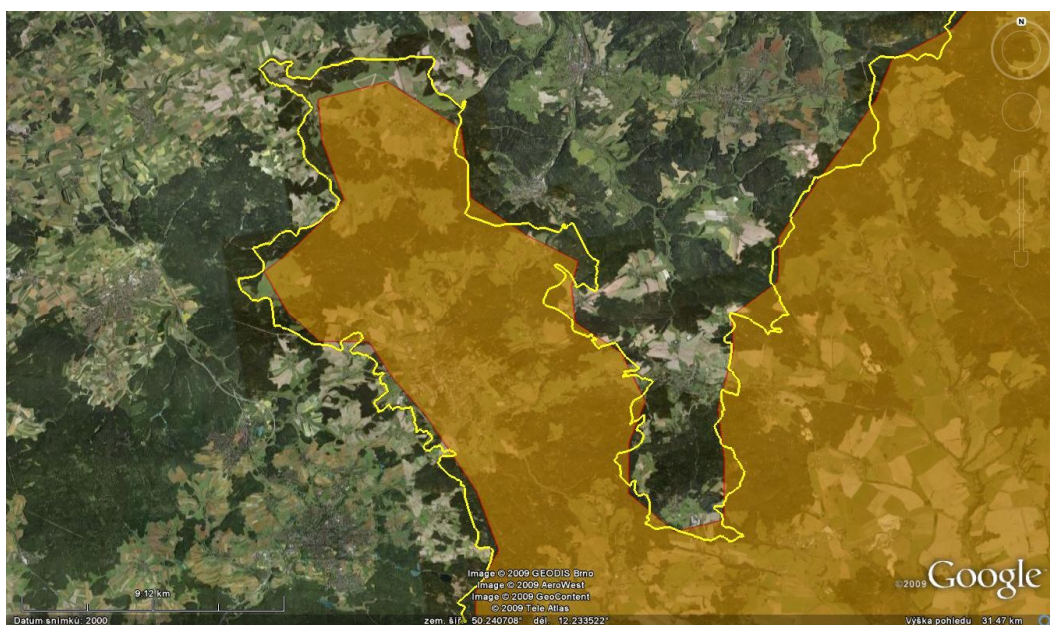 N
Image © 2009 GEODIS Brno
Image © 2009 AeroWest
Image © 2009 GeoContent
© 2009 Tele Atlas
©2009 Google
9.12 km
Datum snímků: 2000
zem. šíř. 50.240708° dél. 12.233522°
Výška pohledu 31.47 km